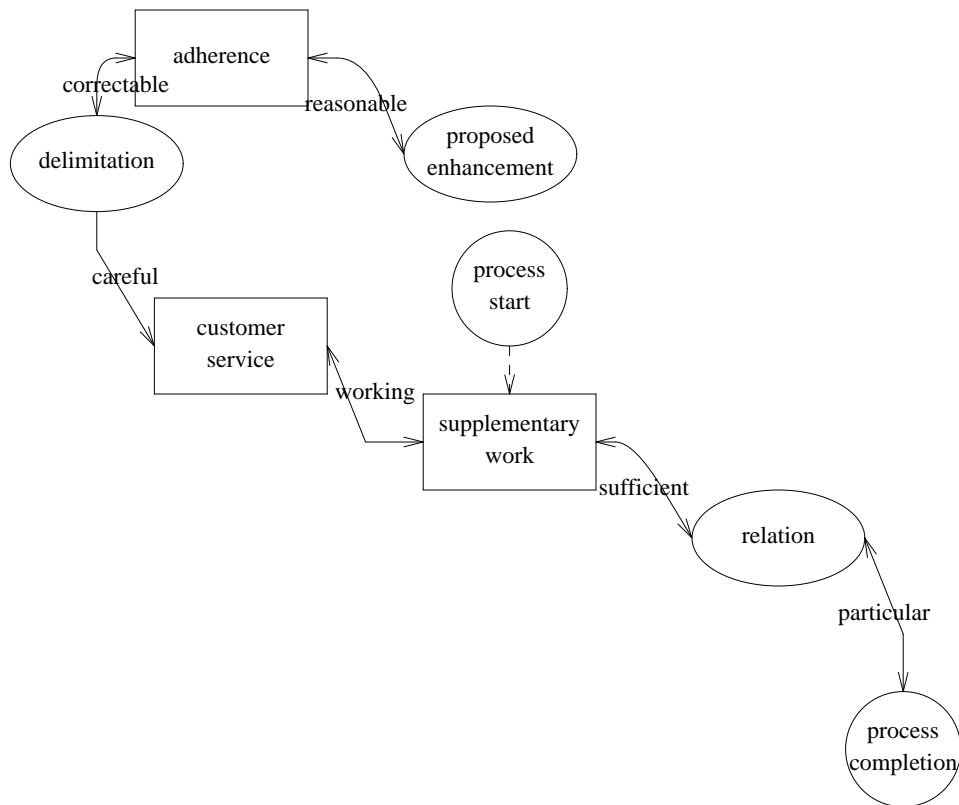 adherence
correctable
reasonable
proposed
enhancement
delimitation
process
start
careful
customer
service
working
supplementary
work
sufficient
relation
particular
process
completion